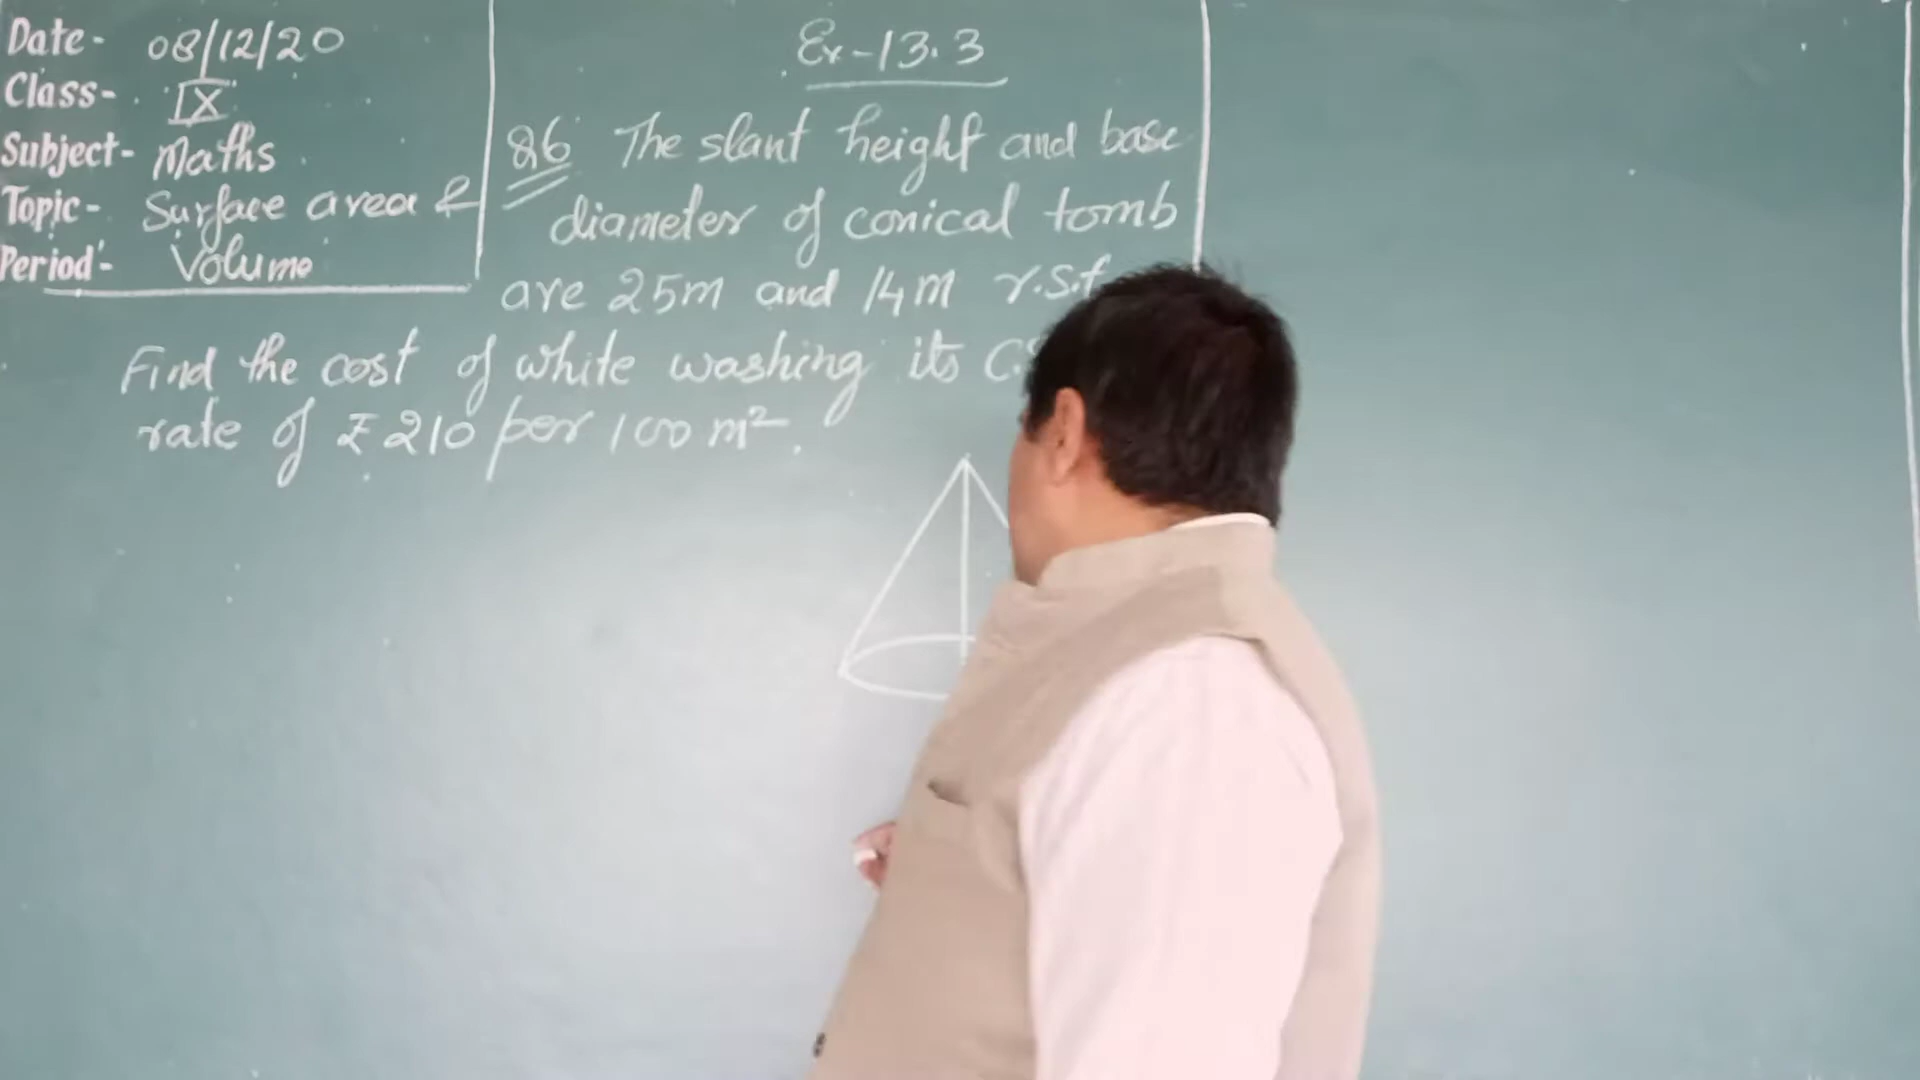 Date- 08/12/20
Class- IX
Subject- Maths
Topic- Surface area &
Period- Volume
Ex-13.3
Q6 The slant height and base
diameter of conical tomb
are 25m and 14m r.s.f
Find the cost of white washing its
rate of ₹210 per 100 m².